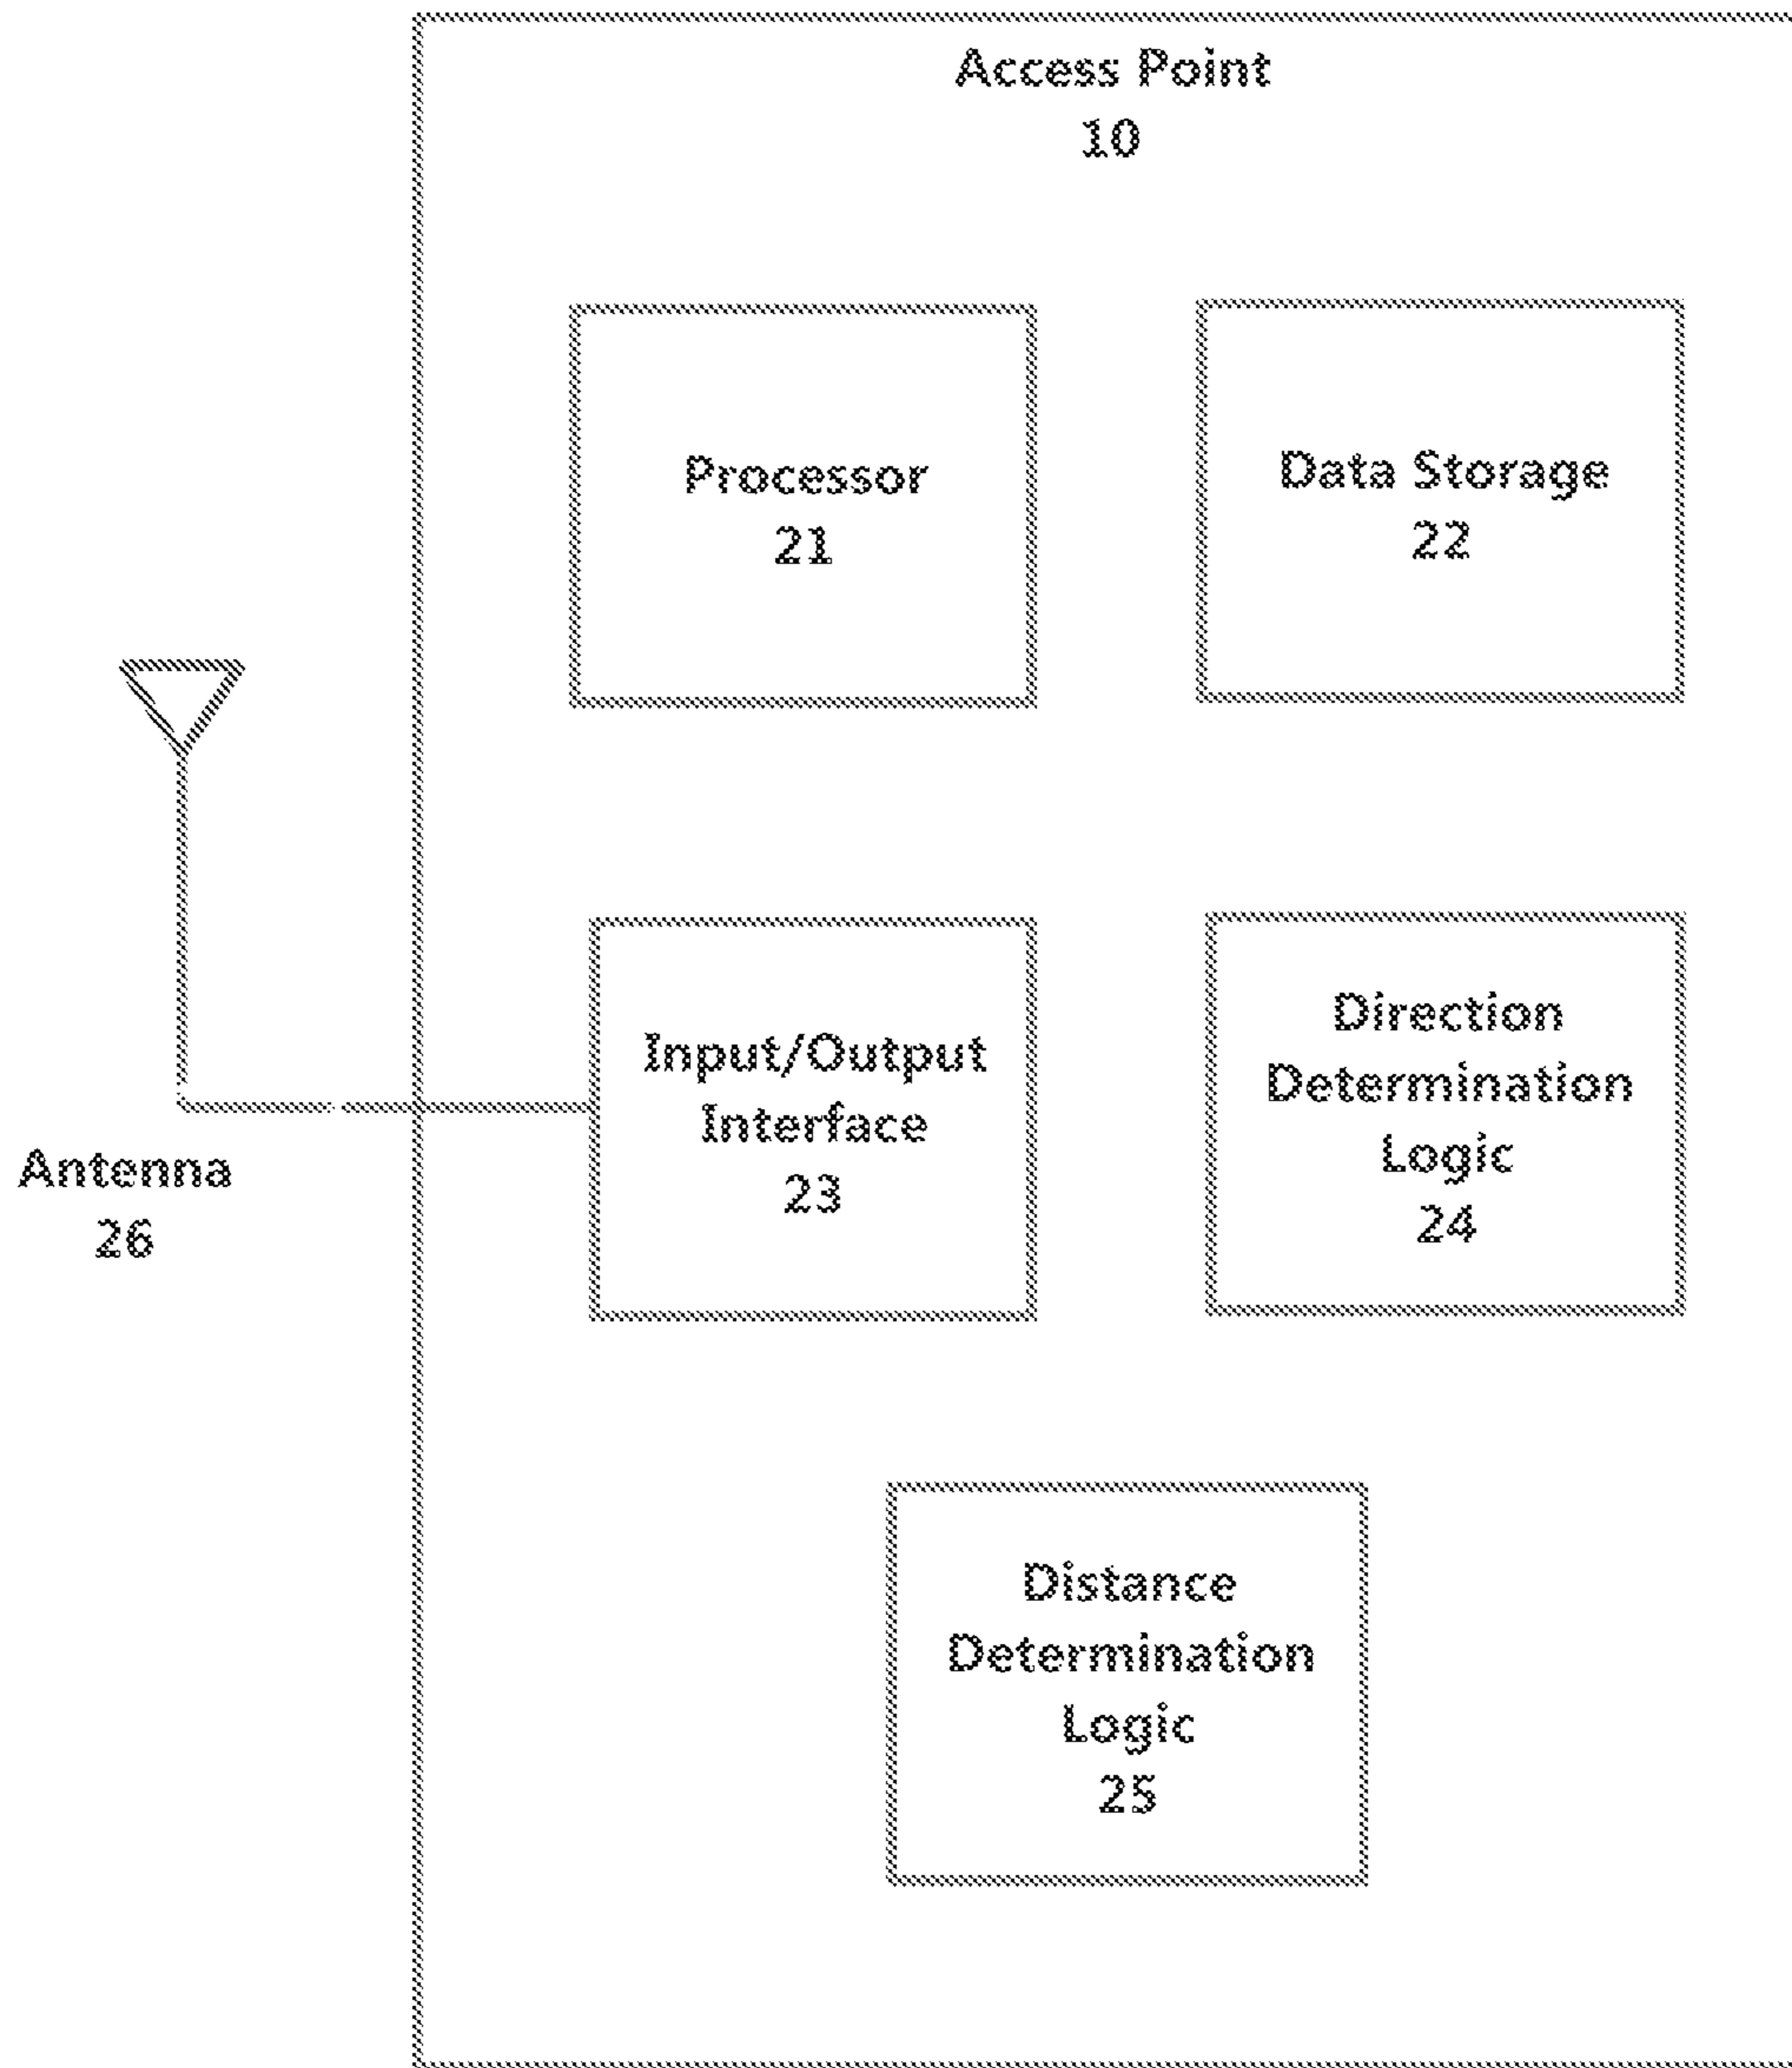 Access Point
10
Processor
21
Data Storage
22
Input/Output
Interface
23
Direction
Determination
Logic
24
Antenna
26
Distance
Determination
Logic
25